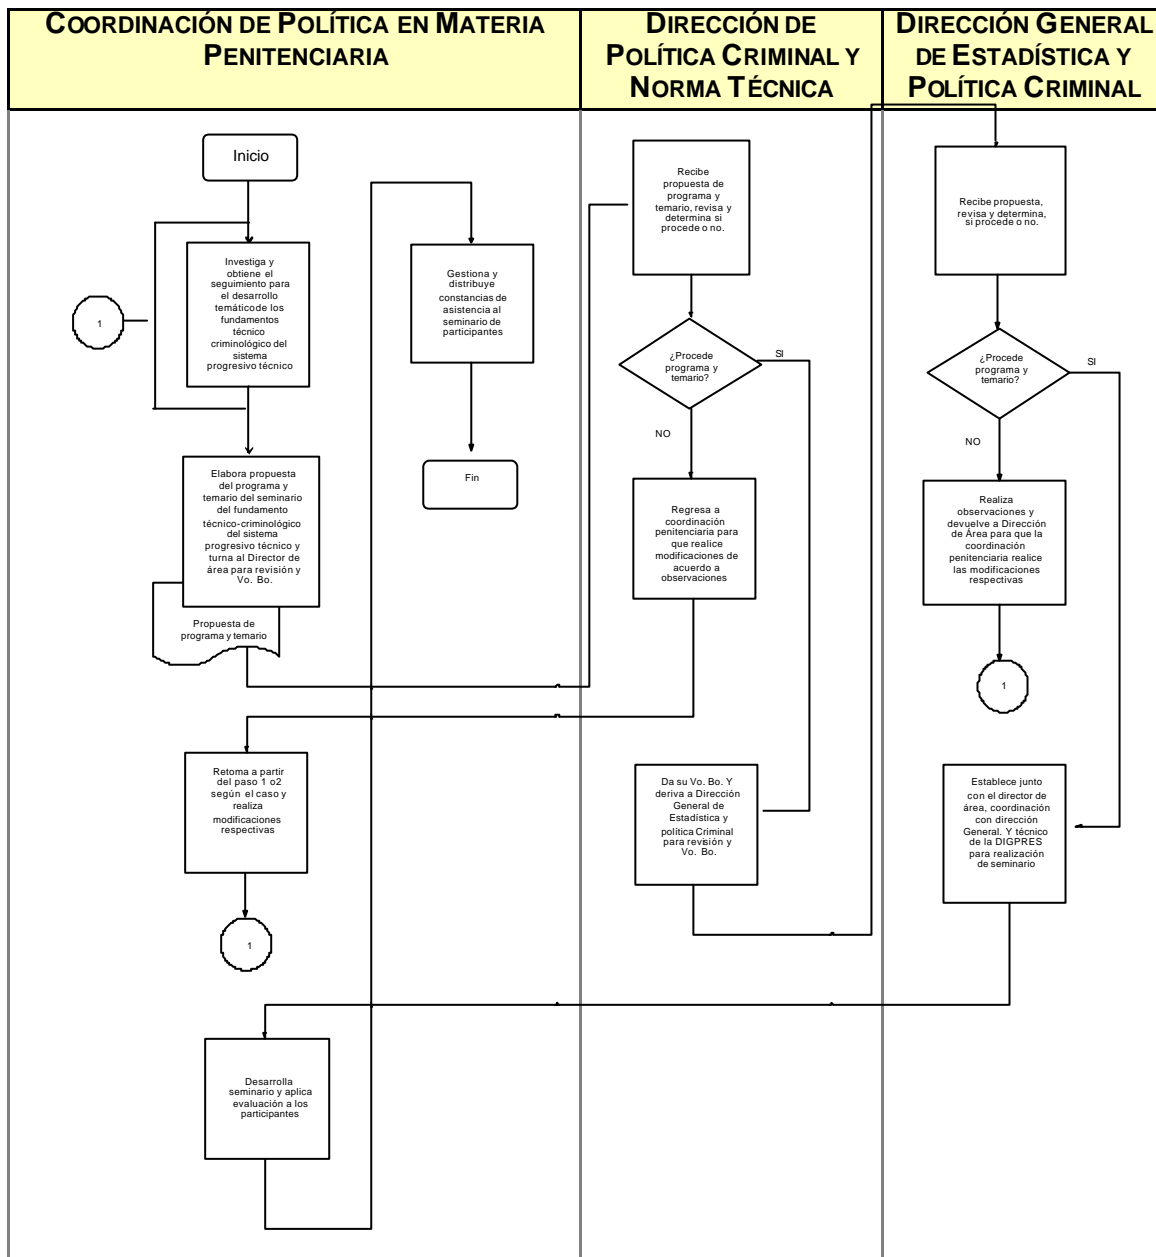 COORDINACIÓN DE POLÍTICA EN MATERIA
PENITENCIARIA
DIRECCIÓN DE
POLÍTICA CRIMINAL Y
NORMA TÉCNICA
DIRECCIÓN GENERAL
DE ESTADÍSTICA Y
POLÍTICA CRIMINAL
Inicio
Investiga y
obtiene el
seguimiento para
el desarrollo
temático de los
fundamentos
técnico
criminológico del
sistema
progresivo técnico
1
Elabora propuesta
del programa y
temario del seminario
del fundamento
técnico-criminológico
del sistema
progresivo técnico y
turna al Director de
área para revisión y
Vo. Bo.
Propuesta de
programa y temario
Retoma a partir
del paso 1 o2
según el caso y
realiza
modificaciones
respectivas
1
Desarrolla
seminario y aplica
evaluación a los
participantes
Gestiona y
distribuye
constancias de
asistencia al
seminario de
participantes
Fin
Recibe
propuesta de
programa y
temario, revisa y
determina si
procede o no.
¿Procede
programa y
temario?
SI
NO
Regresa a
coordinación
penitenciaria para
que realice
modificaciones de
acuerdo a
observaciones
Da su Vo. Bo. Y
deriva a Dirección
General de
Estadística y
política Criminal
para revisión y
Vo. Bo.
Recibe propuesta,
revisa y determina,
si procede o no.
¿Procede
programa y
temario?
SI
NO
Realiza
observaciones y
devuelve a Dirección
de Área para que la
coordinación
penitenciaria realice
las modificaciones
respectivas
1
Establece junto
con el director de
área, coordinación
con dirección
General. Y técnico
de la DIGPRES
para realización
de seminario